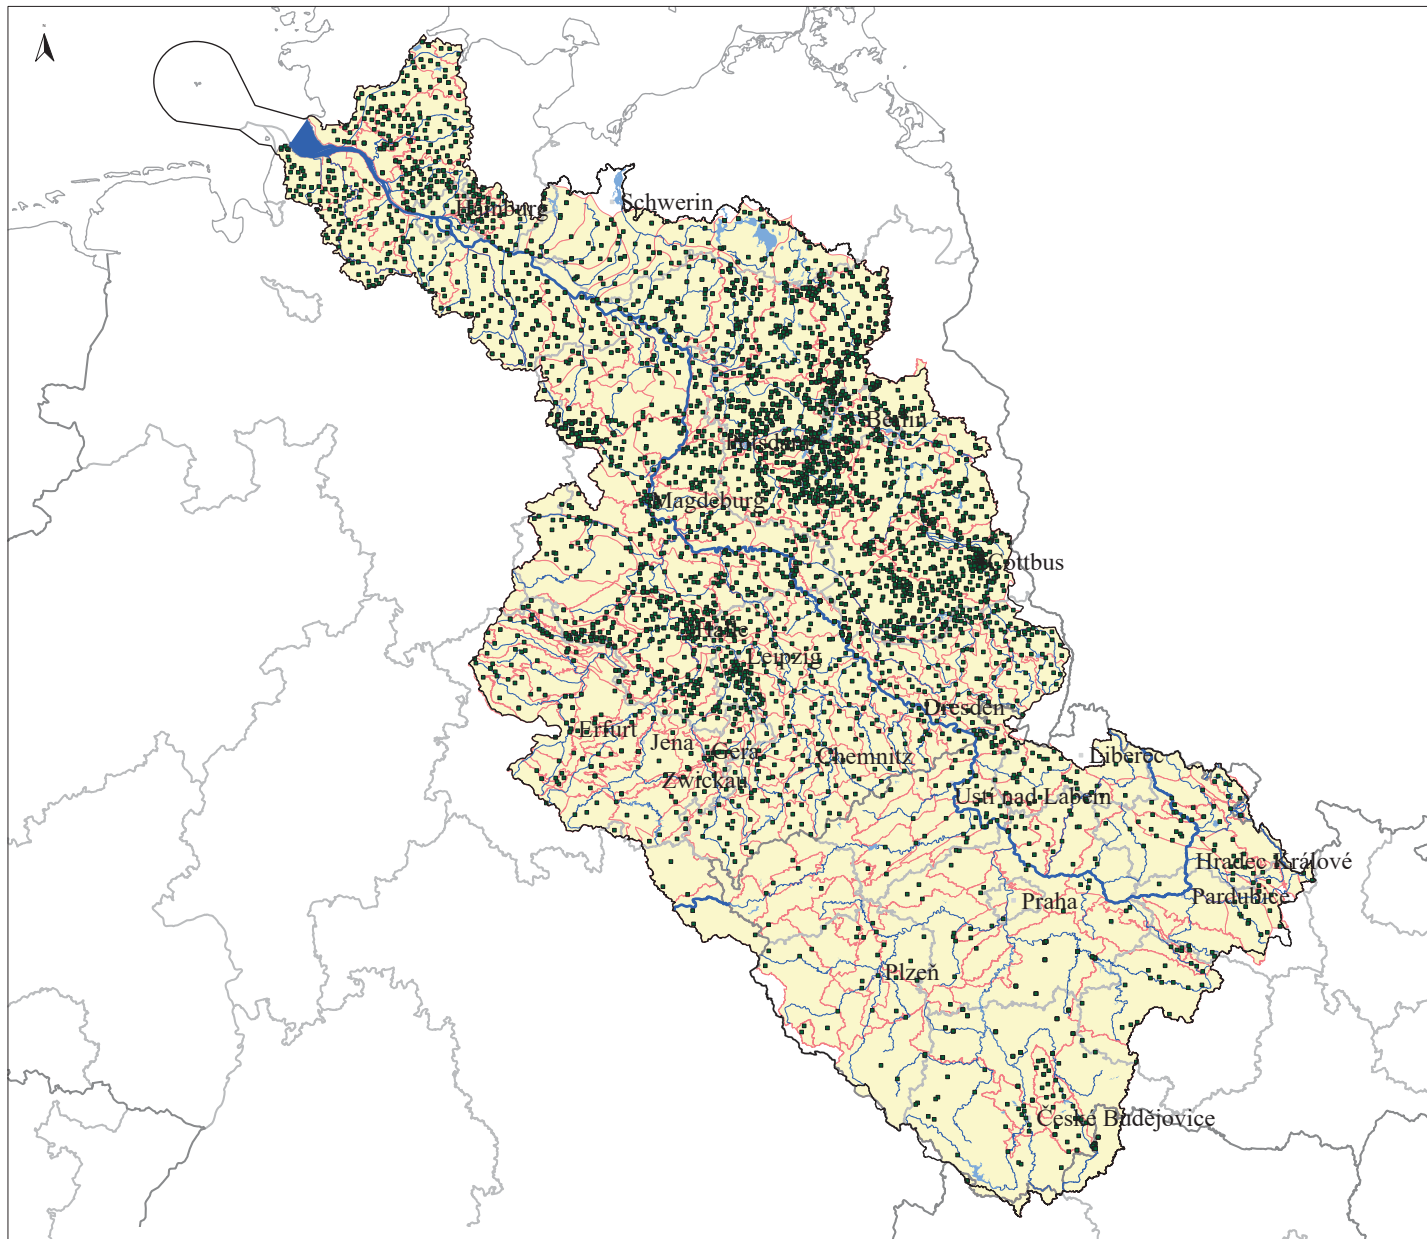 Schwerin
Hamburg
Berlin
Potsdam
Magdeburg
Cottbus
Halle
Leipzig
Dresden
Erfurt
Jena
Gera
Chemnitz
Liberec
Zwickau
Ústí nad Labem
Hradec Králové
Praha
Pardubice
Plzeň
České Budějovice